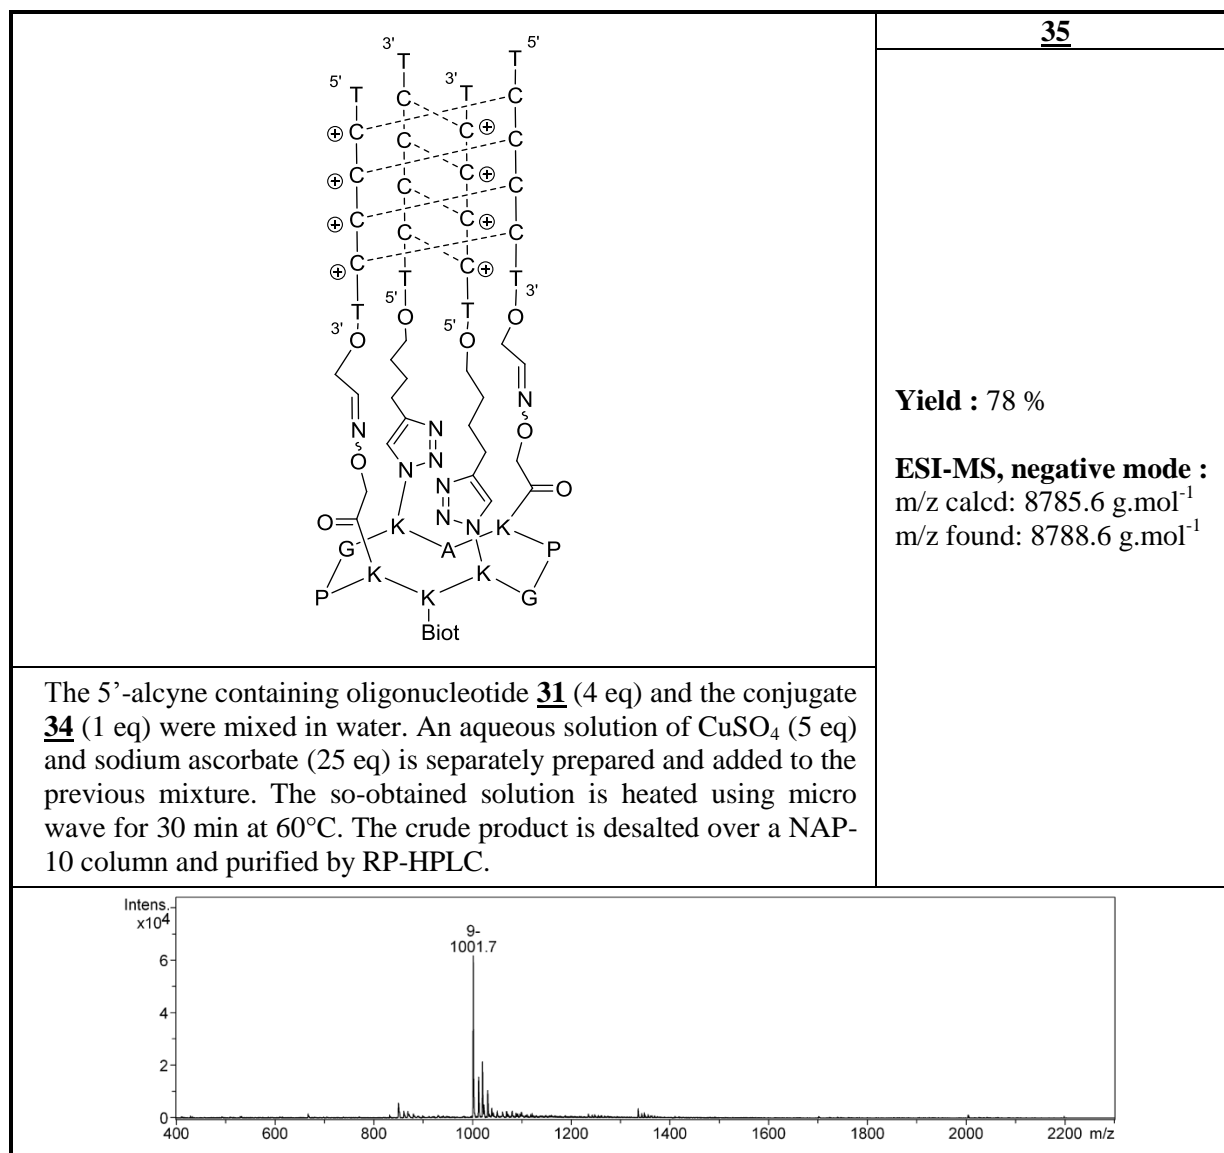 35
3'
5'
T
T
5'
3'
T
T
C
C
⊕ C
C ⊕
C
C
⊕ C
C ⊕
C
C
⊕ C
C ⊕
C
C
⊕ C
C ⊕
T
T
3'
5'
T
T
O
O
3'
5'
O
O
N
N
O
O
N
N
N
N
N
N
O
O
O
K
N
K
G
A
P
K
K
P
K
G
Biot
Yield : 78 %
ESI-MS, negative mode :
m/z calcd: 8785.6 g.mol-1
m/z found: 8788.6 g.mol-1
The 5’-alcyne containing oligonucleotide 31 (4 eq) and the conjugate
34 (1 eq) were mixed in water. An aqueous solution of CuSO4 (5 eq)
and sodium ascorbate (25 eq) is separately prepared and added to the
previous mixture. The so-obtained solution is heated using micro
wave for 30 min at 60°C. The crude product is desalted over a NAP-
10 column and purified by RP-HPLC.
Intens.
x104
9-
1001.7
6
4
2
0
400 600 800 1000 1200 1400 1600 1800 2000 2200 m/z